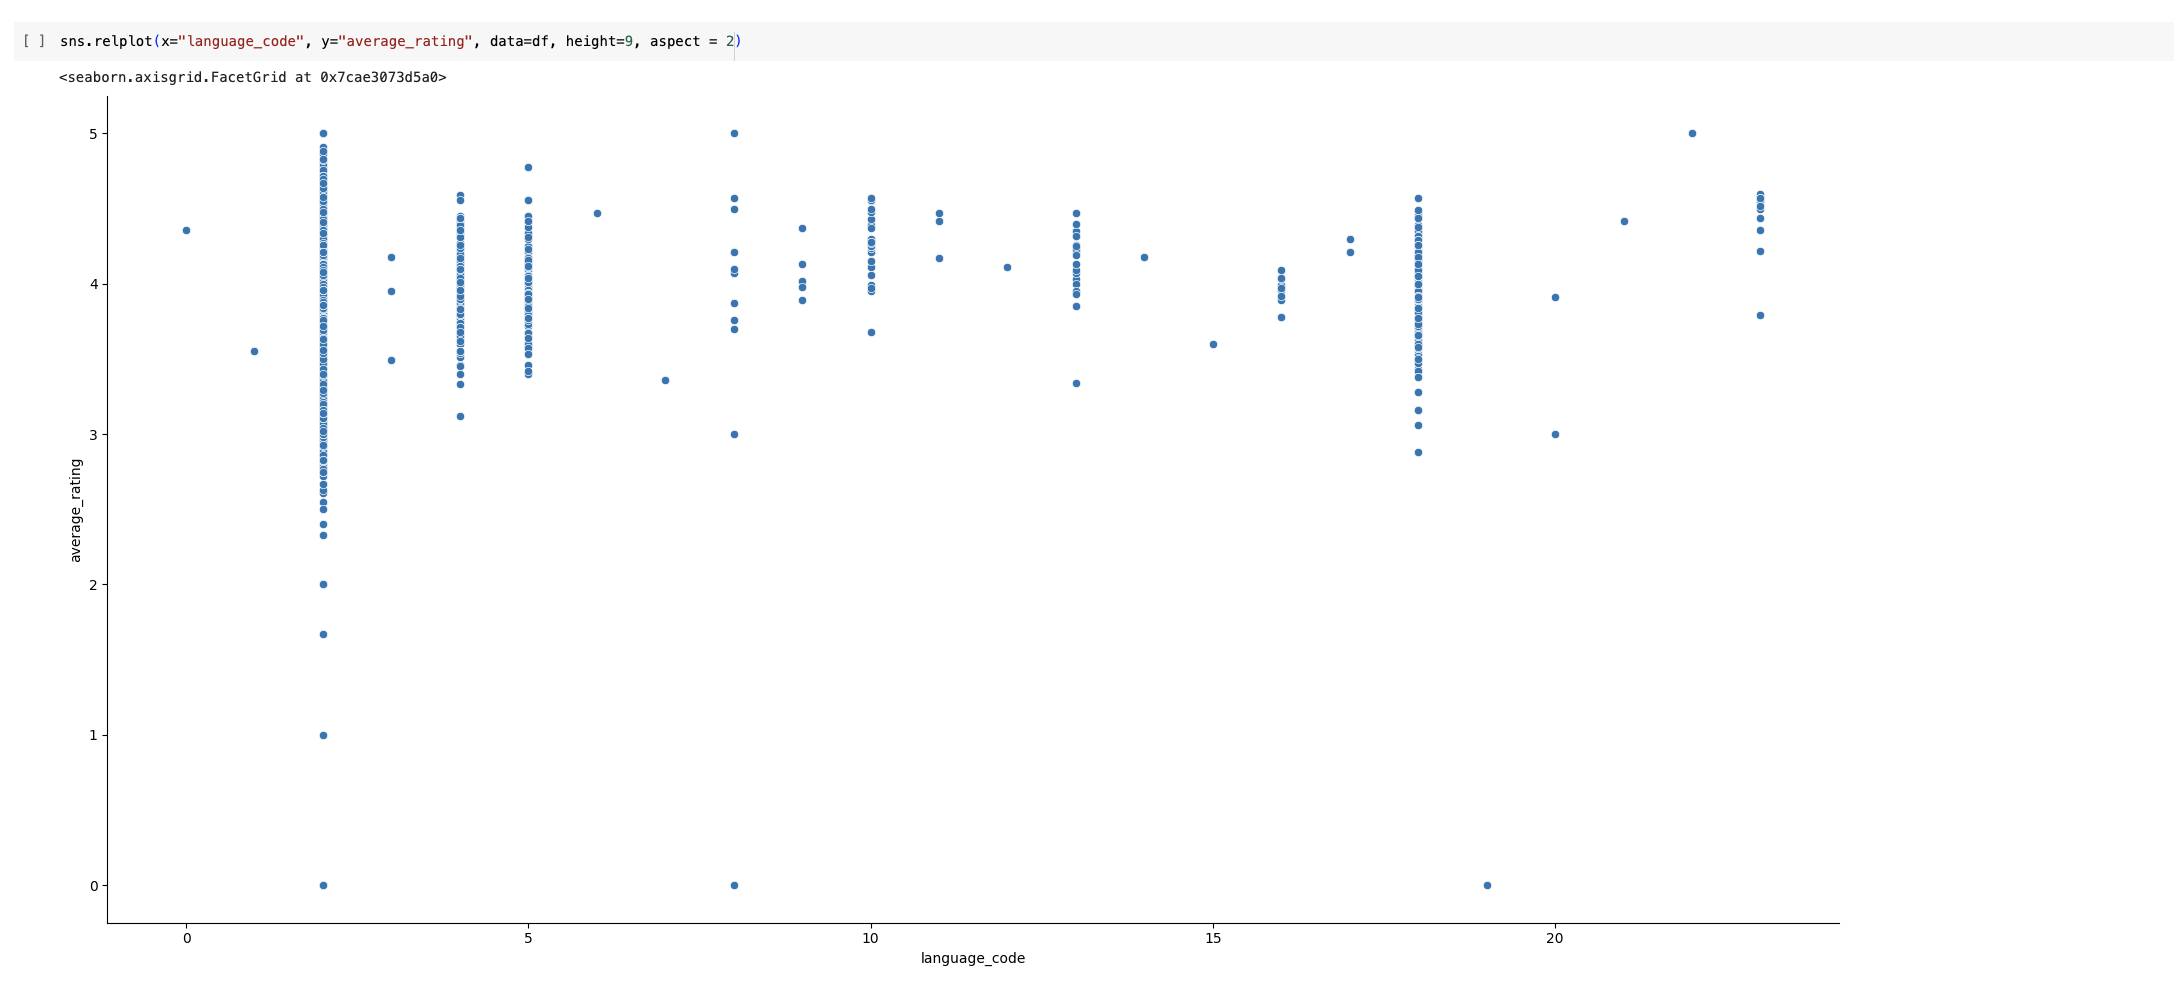 [ ] sns.relplot(x="language_code", y="average_rating", data=df, height=9, aspect = 2)
<seaborn.axisgrid.FacetGrid at 0x7cae3073d5a0>
5
4
3
2
1
0
average_rating
0 5 10 15 20
language_code